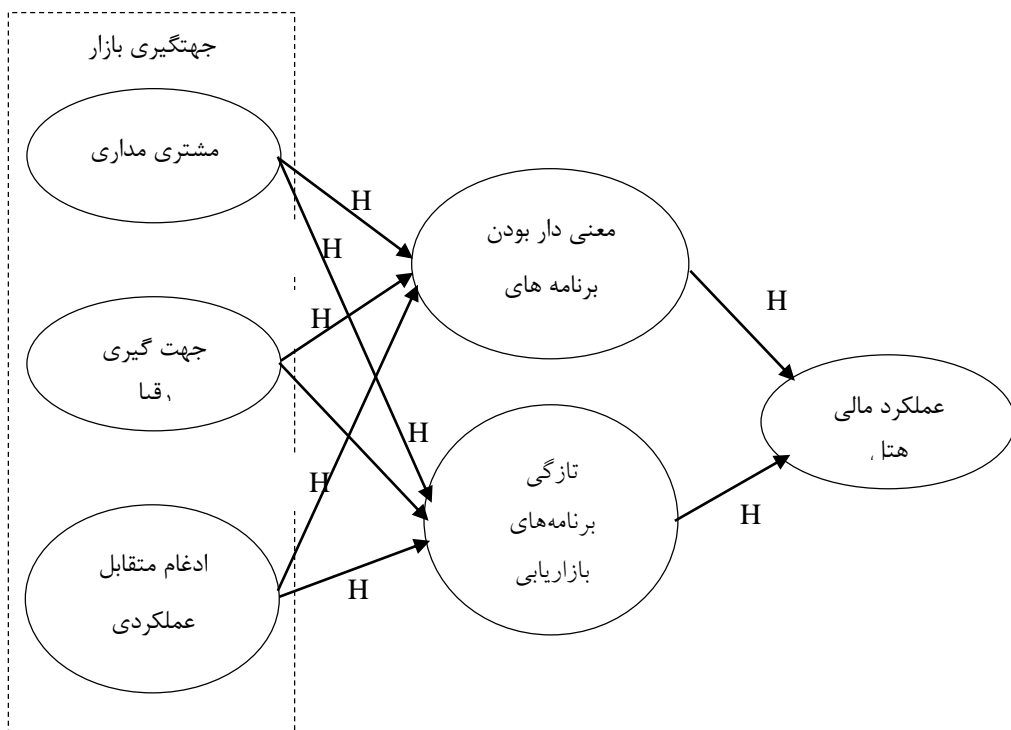 جهتگیری بازار
مشتری مداری
جهت گیری
ادغام متقابل
عملکردی
معنی دار بودن
برنامه های
تازگی
برنامه‌های
بازاریابی
عملکرد مالی
H
H
H
H
H
H
H
H